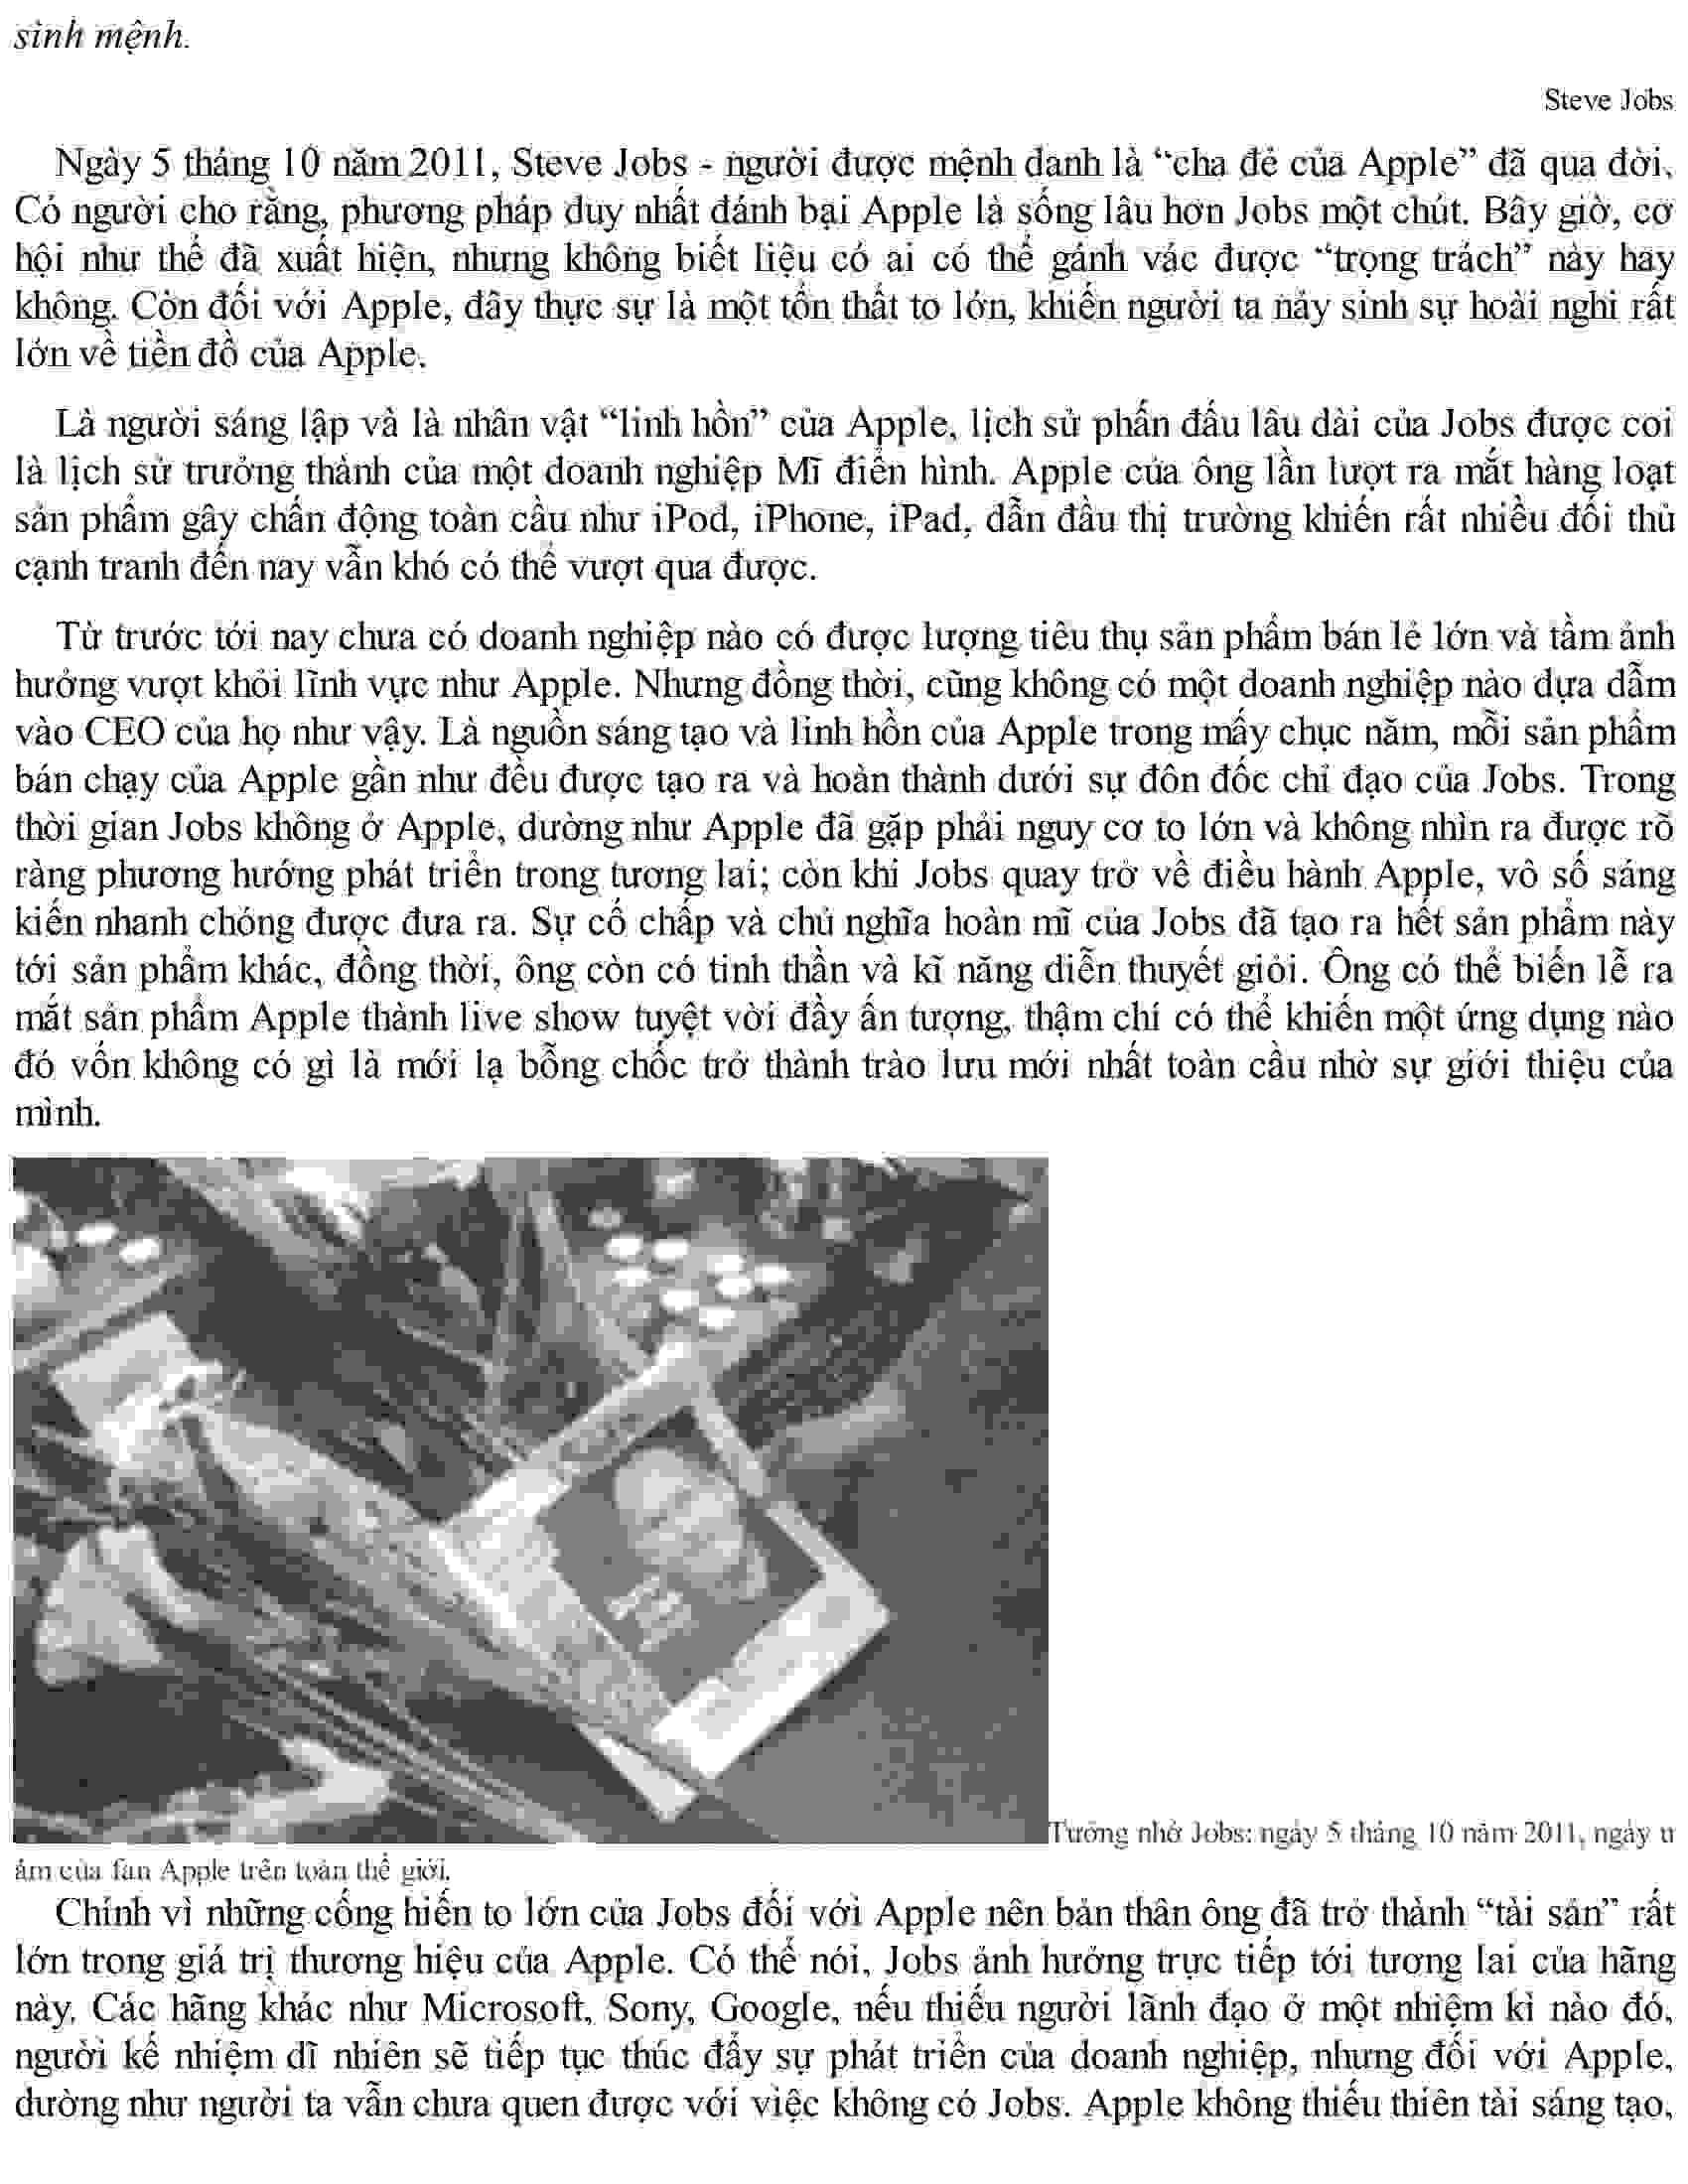 sinh mệnh.
Steve Jobs
Ngày 5 tháng 10 năm 2011, Steve Jobs - người được mệnh danh là “cha đẻ của Apple” đã qua đời.
Có người cho rằng, phương pháp duy nhất đánh bại Apple là sống lâu hơn Jobs một chút. Bây giờ, cơ
hội như thế đã xuất hiện, nhưng không biết liệu có ai có thể gánh vác được “trọng trách” này hay
không. Còn đối với Apple, đây thực sự là một tổn thất to lớn, khiến người ta nảy sinh sự hoài nghi rất
lớn về tiền đồ của Apple.
Là người sáng lập và là nhân vật “linh hồn” của Apple, lịch sử phấn đấu lâu dài của Jobs được coi
là lịch sử trưởng thành của một doanh nghiệp Mĩ điển hình. Apple của ông lần lượt ra mắt hàng loạt
sản phẩm gây chấn động toàn cầu như iPod, iPhone, iPad, dẫn đầu thị trường khiến rất nhiều đối thủ
cạnh tranh đến nay vẫn khó có thể vượt qua được.
Từ trước tới nay chưa có doanh nghiệp nào có được lượng tiêu thụ sản phẩm bán lẻ lớn và tầm ảnh
hưởng vượt khỏi lĩnh vực như Apple. Nhưng đồng thời, cũng không có một doanh nghiệp nào dựa dẫm
vào CEO của họ như vậy. Là nguồn sáng tạo và linh hồn của Apple trong mấy chục năm, mỗi sản phẩm
bán chạy của Apple gần như đều được tạo ra và hoàn thành dưới sự đôn đốc chỉ đạo của Jobs. Trong
thời gian Jobs không ở Apple, dường như Apple đã gặp phải nguy cơ to lớn và không nhìn ra được rõ
ràng phương hướng phát triển trong tương lai; còn khi Jobs quay trở về điều hành Apple, vô số sáng
kiến nhanh chóng được đưa ra. Sự cố chấp và chủ nghĩa hoàn mĩ của Jobs đã tạo ra hết sản phẩm này
tới sản phẩm khác, đồng thời, ông còn có tinh thần và kĩ năng diễn thuyết giỏi. Ông có thể biến lễ ra
mắt sản phẩm Apple thành live show tuyệt vời đầy ấn tượng, thậm chí có thể khiến một ứng dụng nào
đó vốn không có gì là mới lạ bỗng chốc trở thành trào lưu mới nhất toàn cầu nhờ sự giới thiệu của
mình.
Tưởng nhớ Jobs: ngày 5 tháng 10 năm 2011, ngày u
ám của fan Apple trên toàn thế giới.
Chính vì những cống hiến to lớn của Jobs đối với Apple nên bản thân ông đã trở thành “tài sản” rất
lớn trong giá trị thương hiệu của Apple. Có thể nói, Jobs ảnh hưởng trực tiếp tới tương lai của hãng
này. Các hãng khác như Microsoft, Sony, Google, nếu thiếu người lãnh đạo ở một nhiệm kì nào đó,
người kế nhiệm dĩ nhiên sẽ tiếp tục thúc đẩy sự phát triển của doanh nghiệp, nhưng đối với Apple,
dường như người ta vẫn chưa quen được với việc không có Jobs. Apple không thiếu thiên tài sáng tạo,